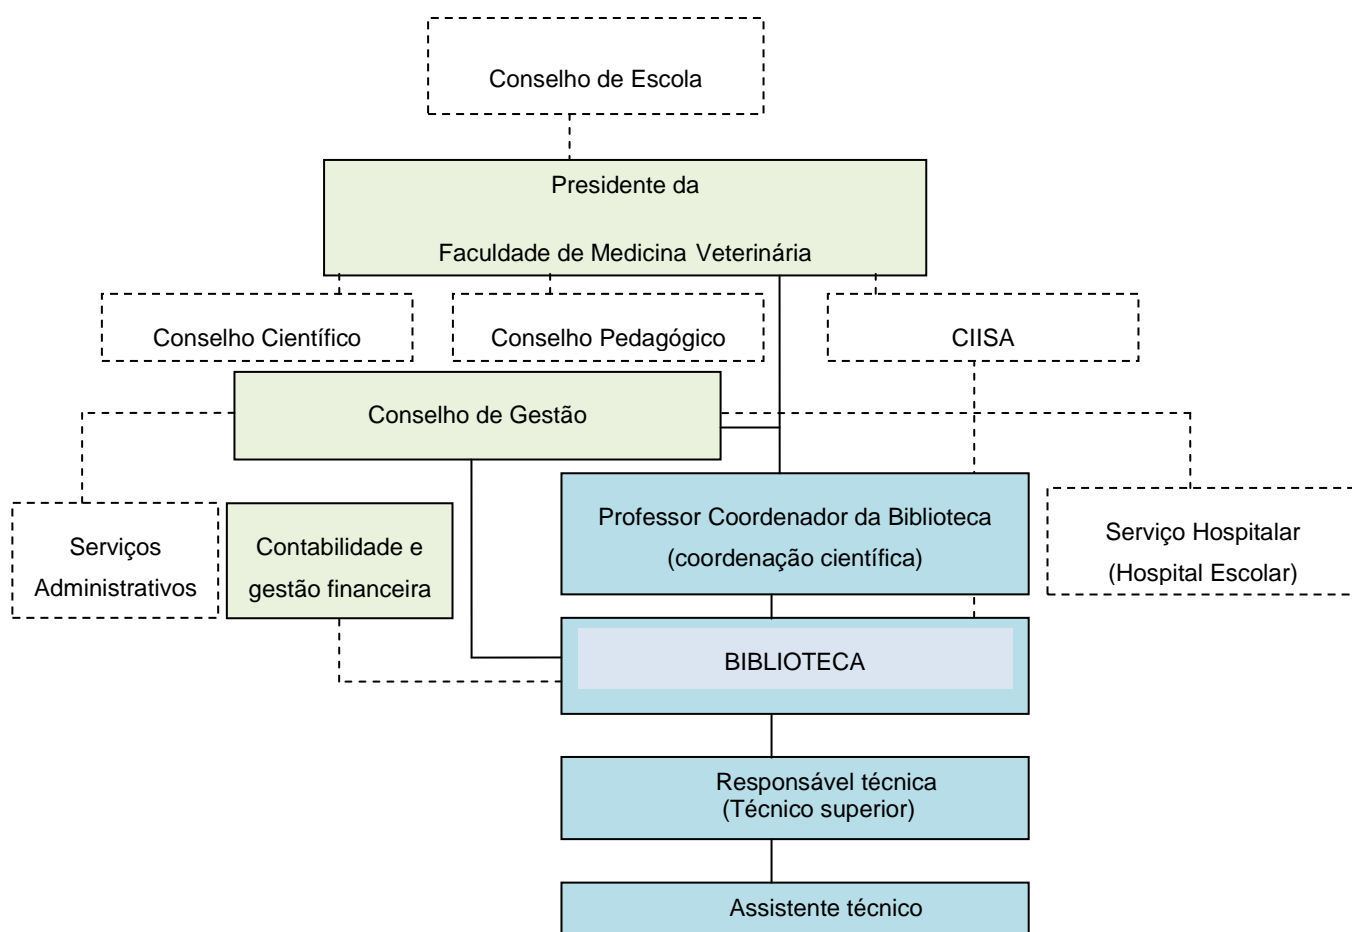 Conselho de Escola
Presidente da
Faculdade de Medicina Veterinária
Conselho Científico
Conselho Pedagógico
CIISA
Conselho de Gestão
Serviços
Administrativos
Contabilidade e
gestão financeira
Professor Coordenador da Biblioteca
(coordenação científica)
Serviço Hospitalar
(Hospital Escolar)
BIBLIOTECA
Responsável técnica
(Técnico superior)
Assistente técnico